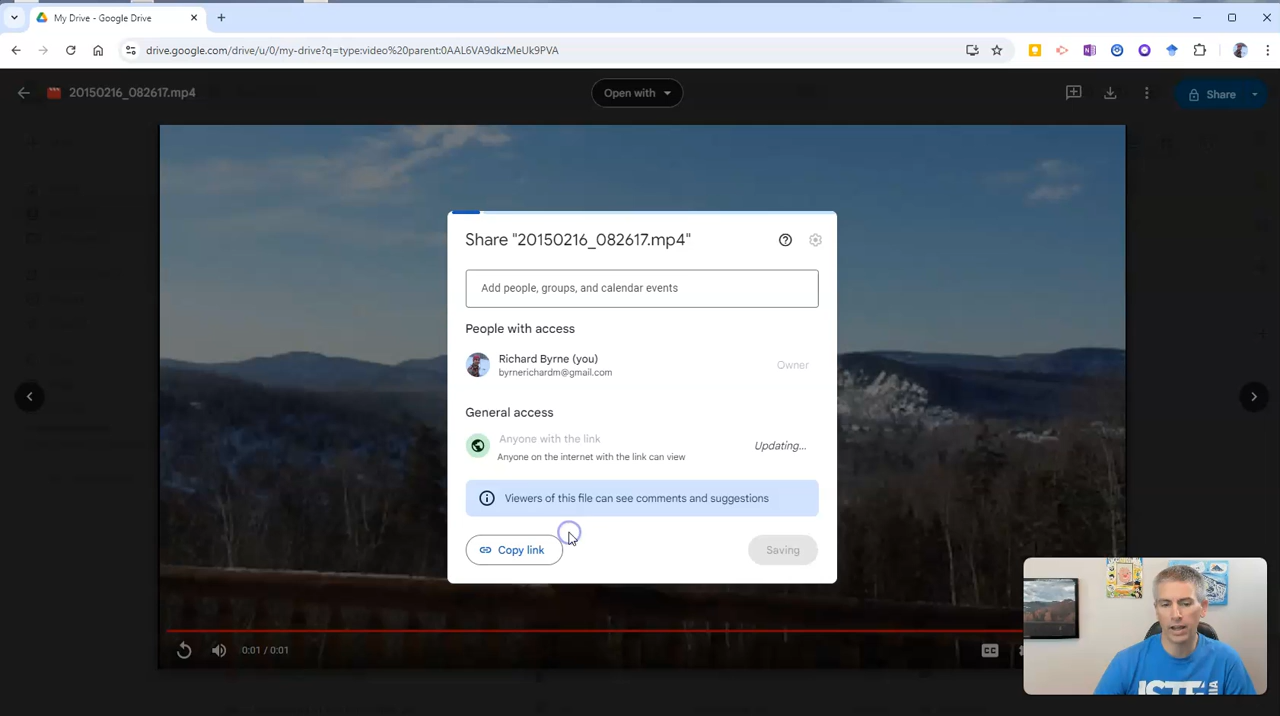 My Drive - Google Drive
drive.google.com/drive/u/0/my-drive?q=type:video%20parent:0AAL6VA9dkzMeUk9PVA
20150216_082617.mp4
Open with
Share
Share "20150216_082617.mp4"
Add people, groups, and calendar events
People with access
Richard Byrne (you)
byrnerichardm@gmail.com
Owner
General access
Anyone with the link
Anyone on the internet with the link can view
Updating...
Viewers of this file can see comments and suggestions
Copy link
Saving
0:01 / 0:01
CC